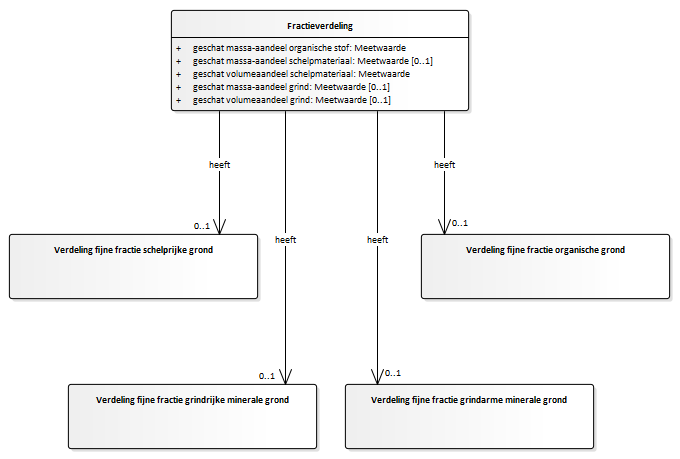 Fractieverdeling
+ geschat massa-aandeel organische stof: Meetwaarde
+ geschat massa-aandeel schelpmateriaal: Meetwaarde [0..1]
+ geschat volumeaandeel schelpmateriaal: Meetwaarde
+ geschat massa-aandeel grind: Meetwaarde [0..1]
+ geschat volumeaandeel grind: Meetwaarde [0..1]
heeft
heeft
0..1
0..1
Verdeling fijne fractie schelprijke grond
Verdeling fijne fractie organische grond
heeft
heeft
0..1
0..1
Verdeling fijne fractie grindrijke minerale grond
Verdeling fijne fractie grindarme minerale grond